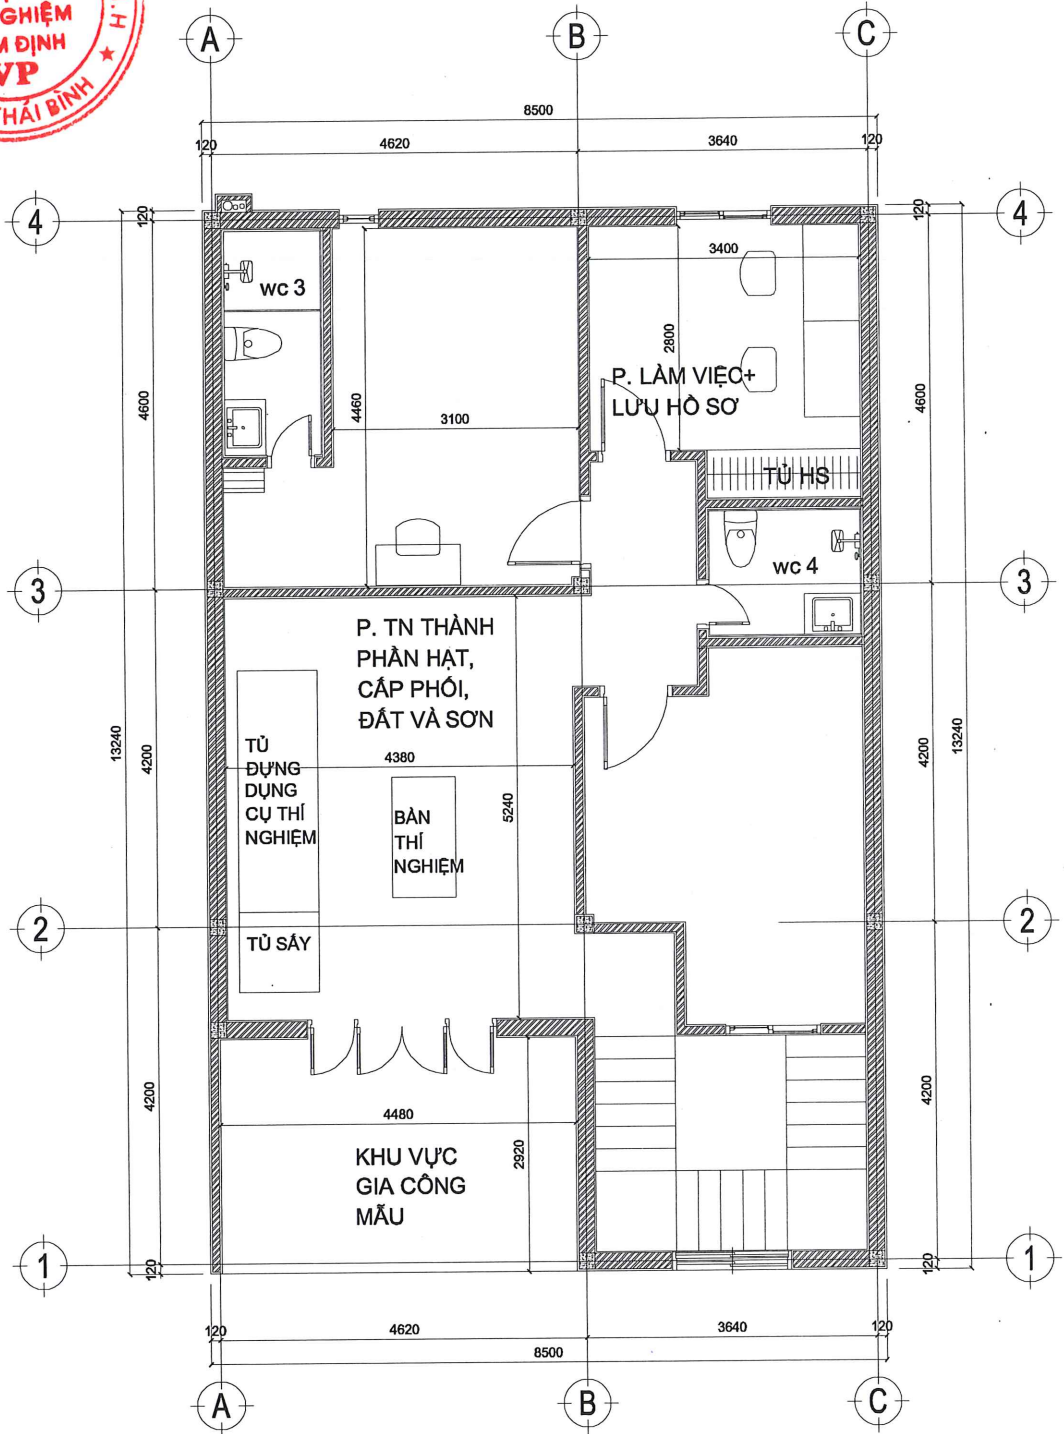 GHIỆM
ĐỊNH
VP
THÁI BÌNH
A
B
C
8500
120
4620
3640
120
4
120
120
4
wc 3
3400
2800
P. LÀM VIỆC+
LƯU HỒ SƠ
4600
4460
3100
4600
TỦ HS
wc 4
3
3
P. TN THÀNH
PHẦN HẠT,
CẤP PHỐI,
ĐẤT VÀ SƠN
13240
4200
TỦ
ĐỰNG
DỤNG
CỤ THÍ
NGHIỆM
4380
5240
BÀN
THÍ
NGHIỆM
4200
13240
2
TỦ SẤY
2
4200
4480
2920
KHU VỰC
GIA CÔNG
MẪU
4200
1
120
120
1
120
4620
3640
120
8500
A
B
C